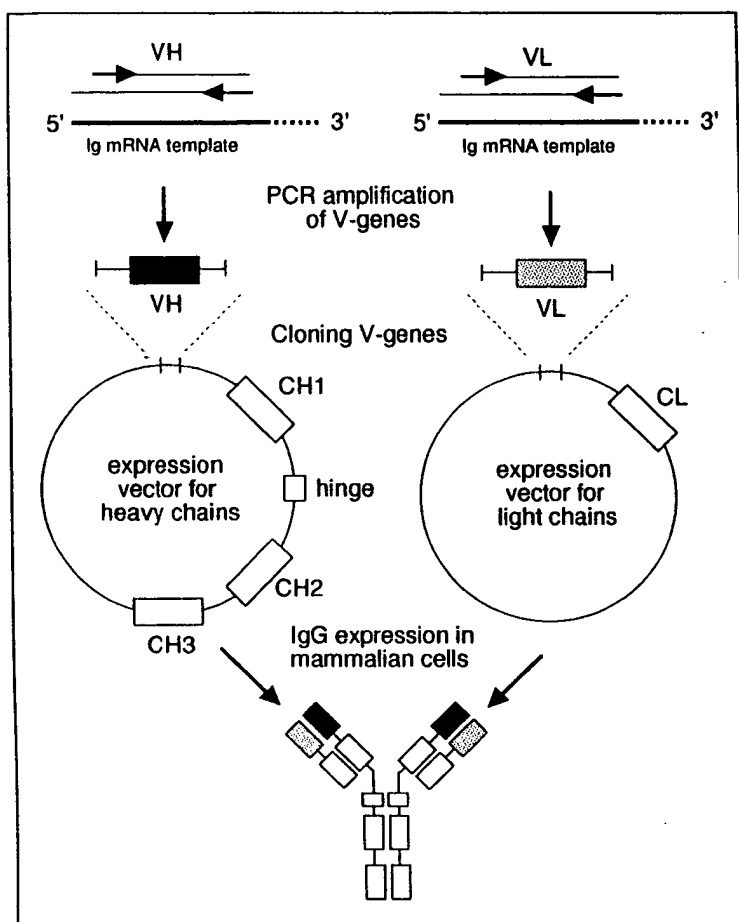 VH
VL
5' 3'
Ig mRNA template
5' 3'
Ig mRNA template
PCR amplification
of V-genes
VH
VL
Cloning V-genes
CH1
CL
expression
vector for
heavy chains
hinge
expression
vector for
light chains
CH2
CH3
IgG expression in
mammalian cells